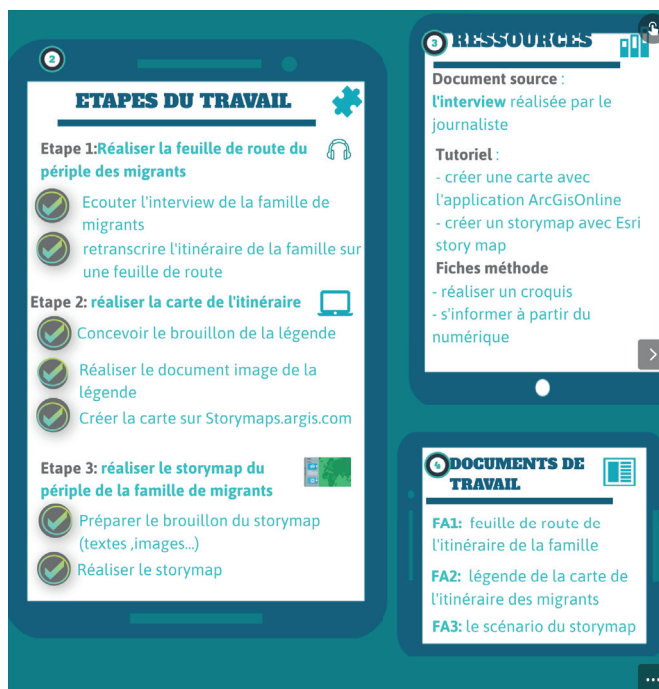 2
ETAPES DU TRAVAIL
Etape 1:Réaliser la feuille de route du
périple des migrants
Ecouter l'interview de la famille de
migrants
retranscrire l'itinéraire de la famille sur
une feuille de route
Etape 2: réaliser la carte de l'itinéraire
Concevoir le brouillon de la légende
Réaliser le document image de la
légende
Créer la carte sur Storymaps.argis.com
Etape 3: réaliser le storymap du
périple de la famille de migrants
Préparer le brouillon du storymap
(textes ,images...)
Réaliser le storymap
3
RESSOURCES
Document source :
l'interview réalisée par le
journaliste
Tutoriel :
- créer une carte avec
l'application ArcGisOnline
- créer un storymap avec Esri
story map
Fiches méthode
- réaliser un croquis
- s'informer à partir du
numérique
4
DOCUMENTS DE
TRAVAIL
FA1: feuille de route de
l'itinéraire de la famille
FA2: légende de la carte de
l'itinéraire des migrants
FA3: le scénario du storymap